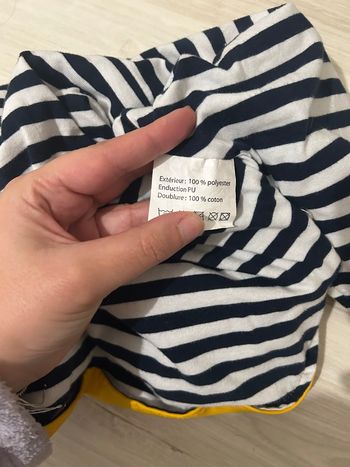 Extérieur : 100 % polyester
Enduction PU
Doublure : 100 % coton